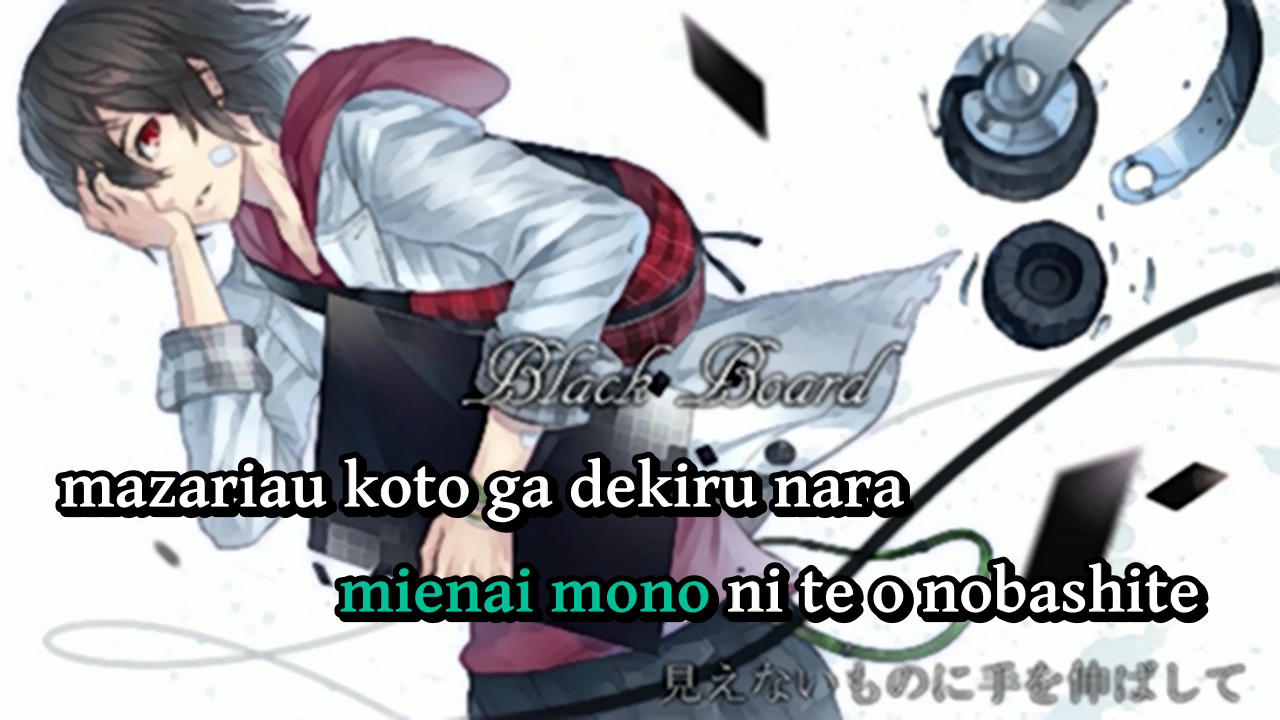 Black Board
mazariau koto ga dekiru nara
mienai mono ni te o nobashite
見えないものに手を伸ばして